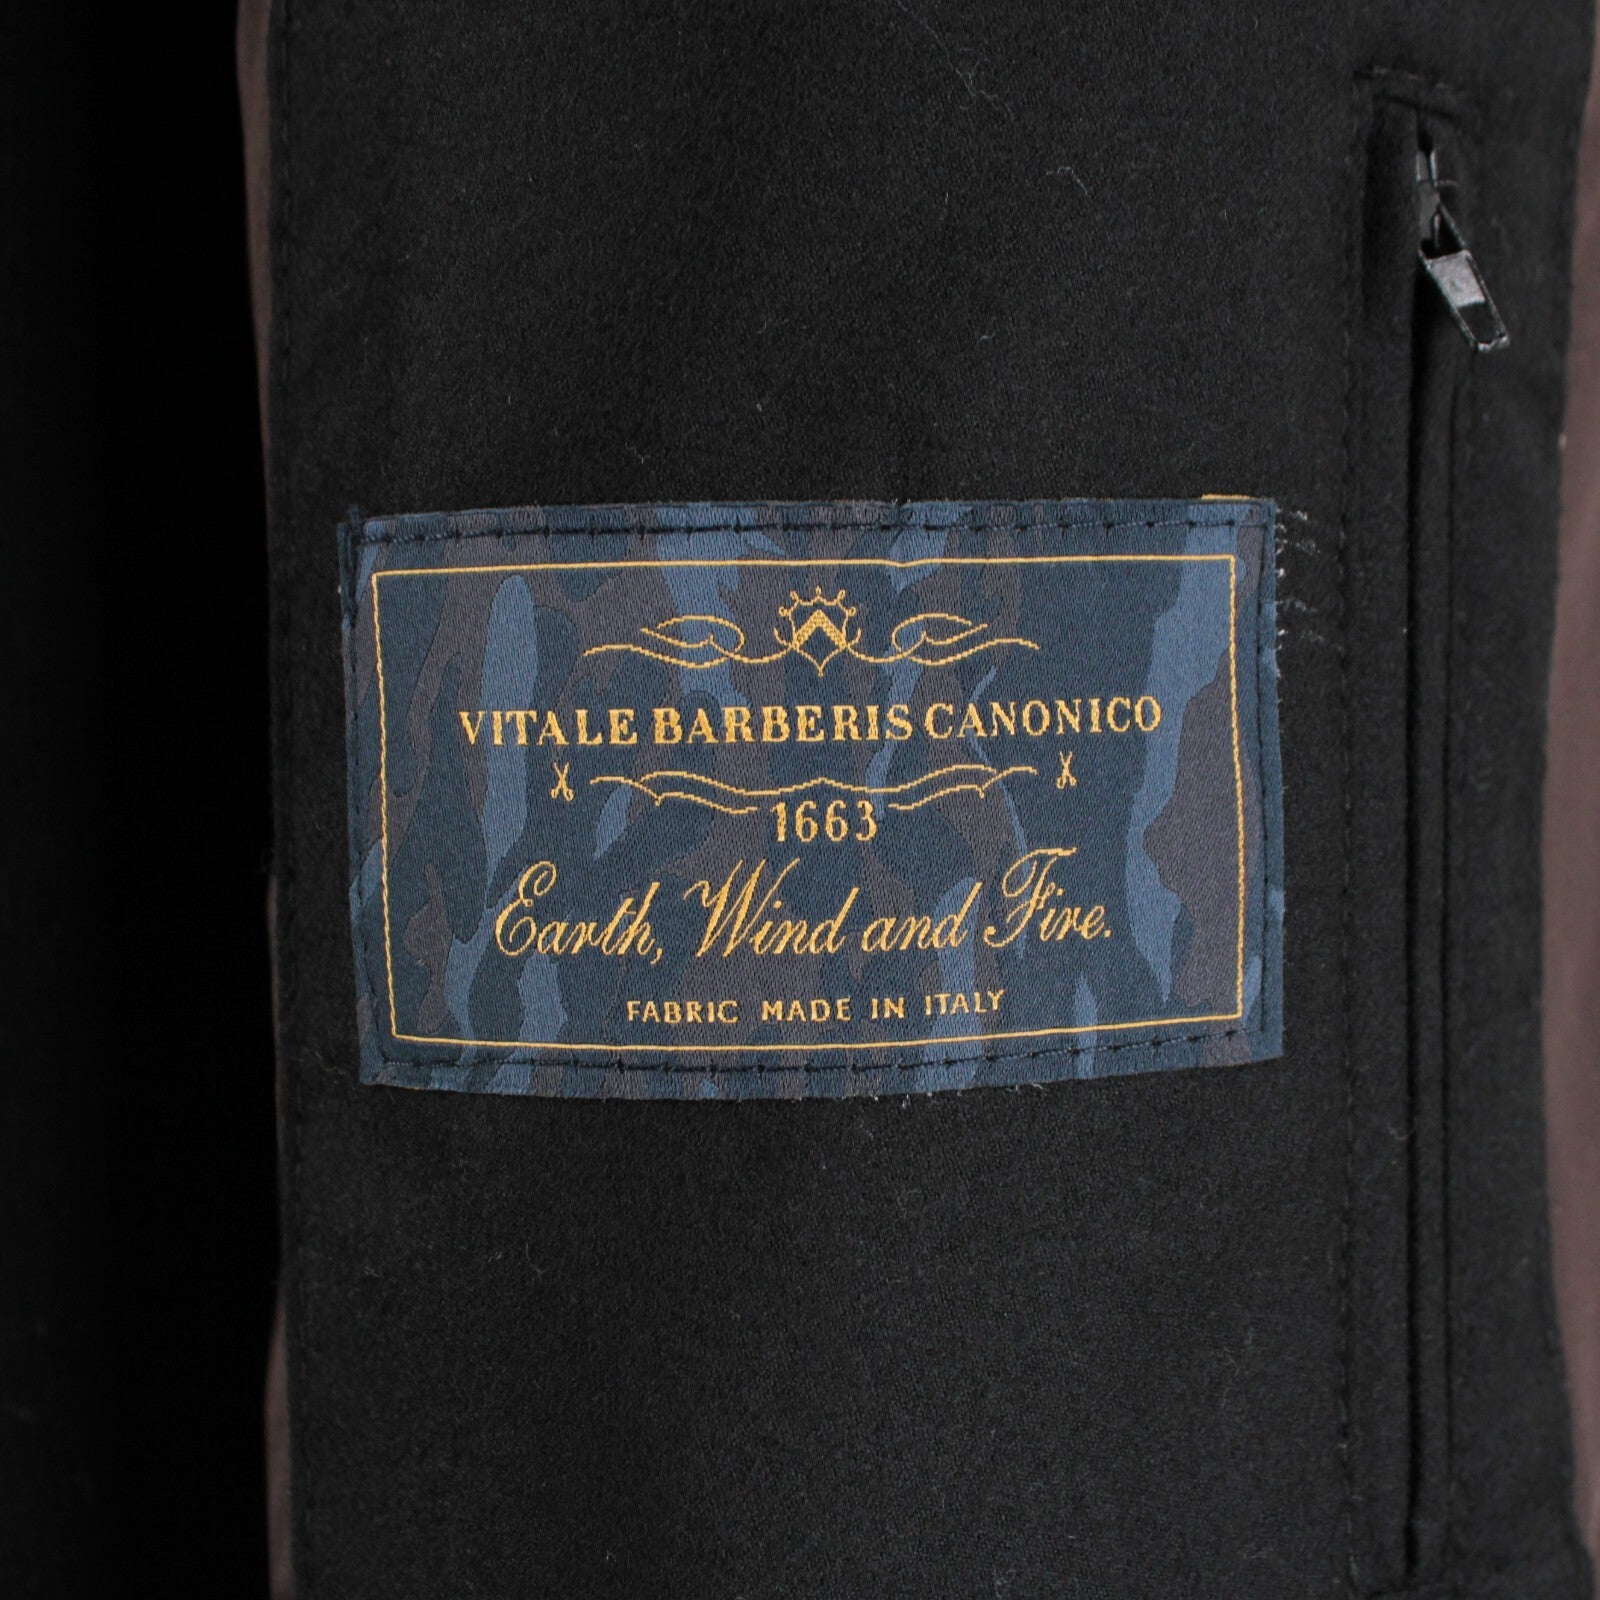 VITALE BARBERIS CANONICO
1663
Earth, Wind and Fire.
FABRIC MADE IN ITALY